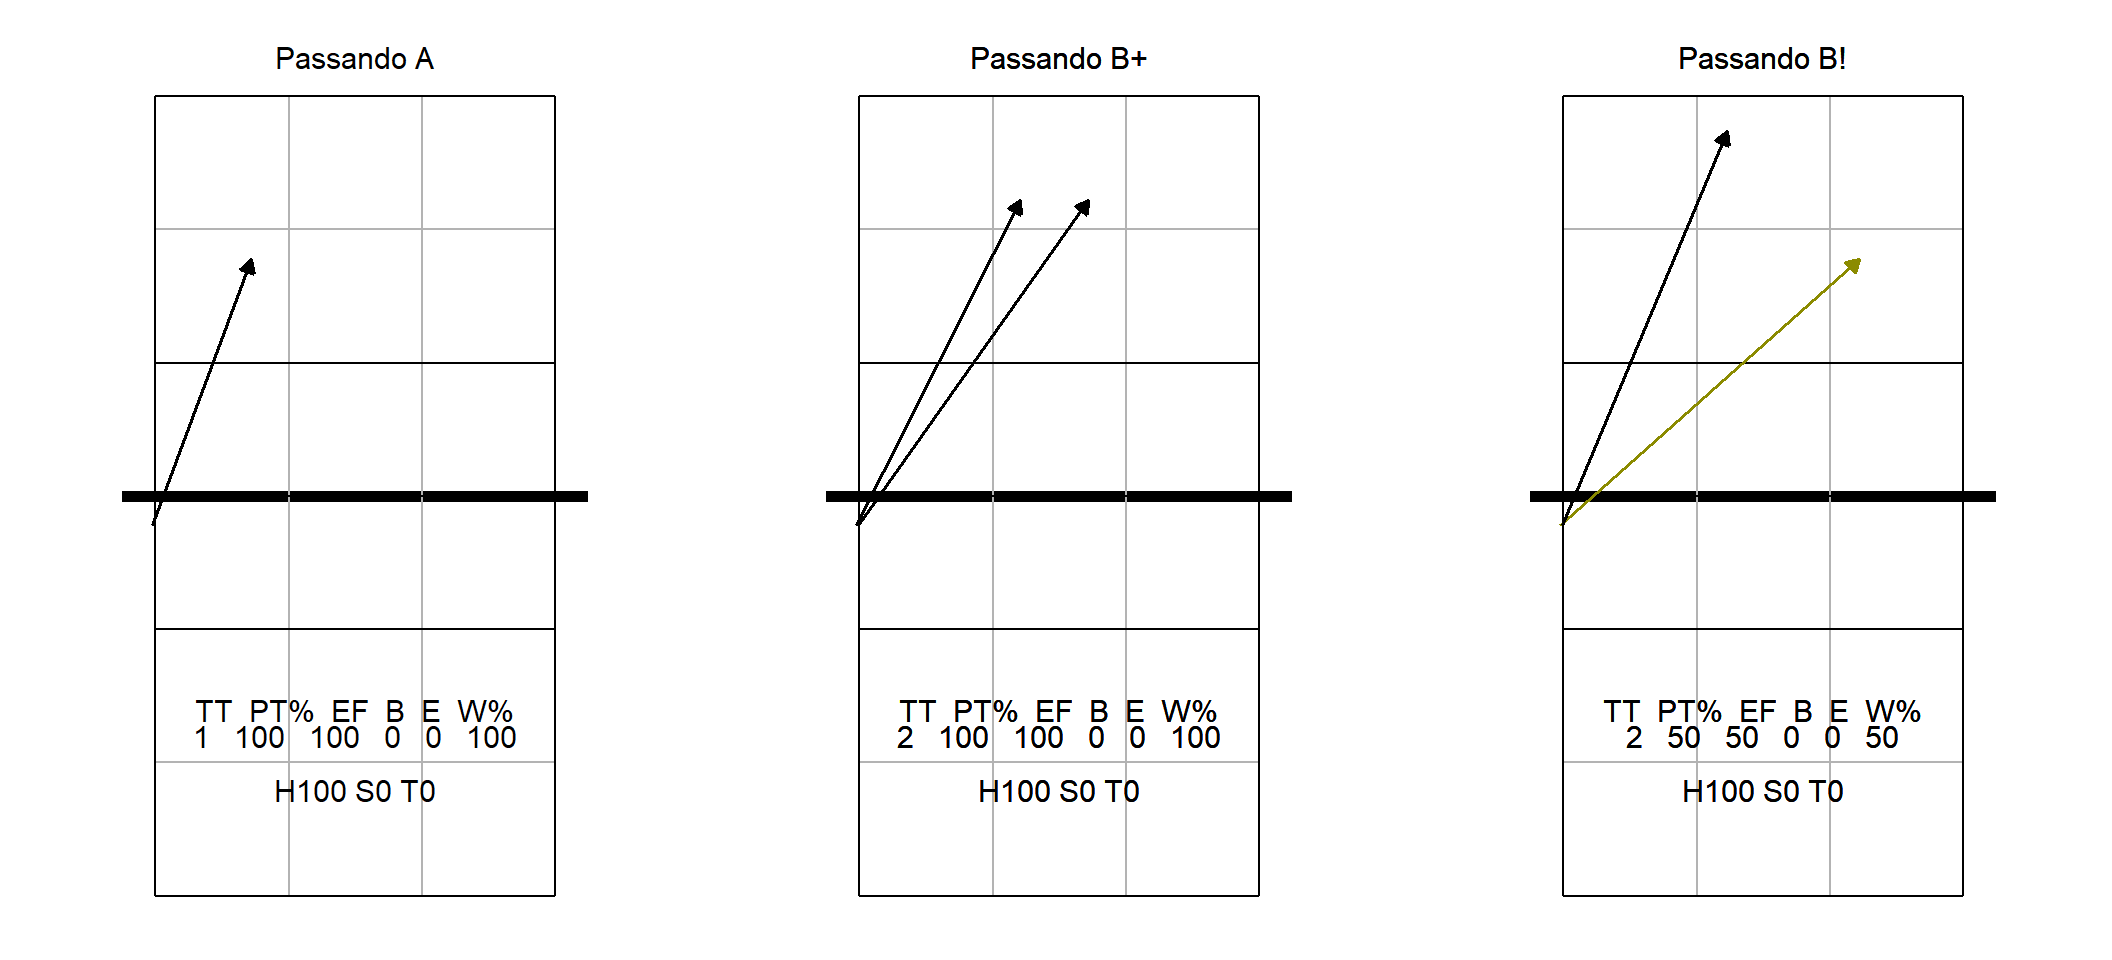 Passando A
TT PT% EF B E W%
1 100 100 0 0 100
H100 S0 T0
Passando B+
TT PT% EF B E W%
2 100 100 0 0 100
H100 S0 T0
Passando B!
TT PT% EF B E W%
2 50 50 0 0 50
H100 S0 T0